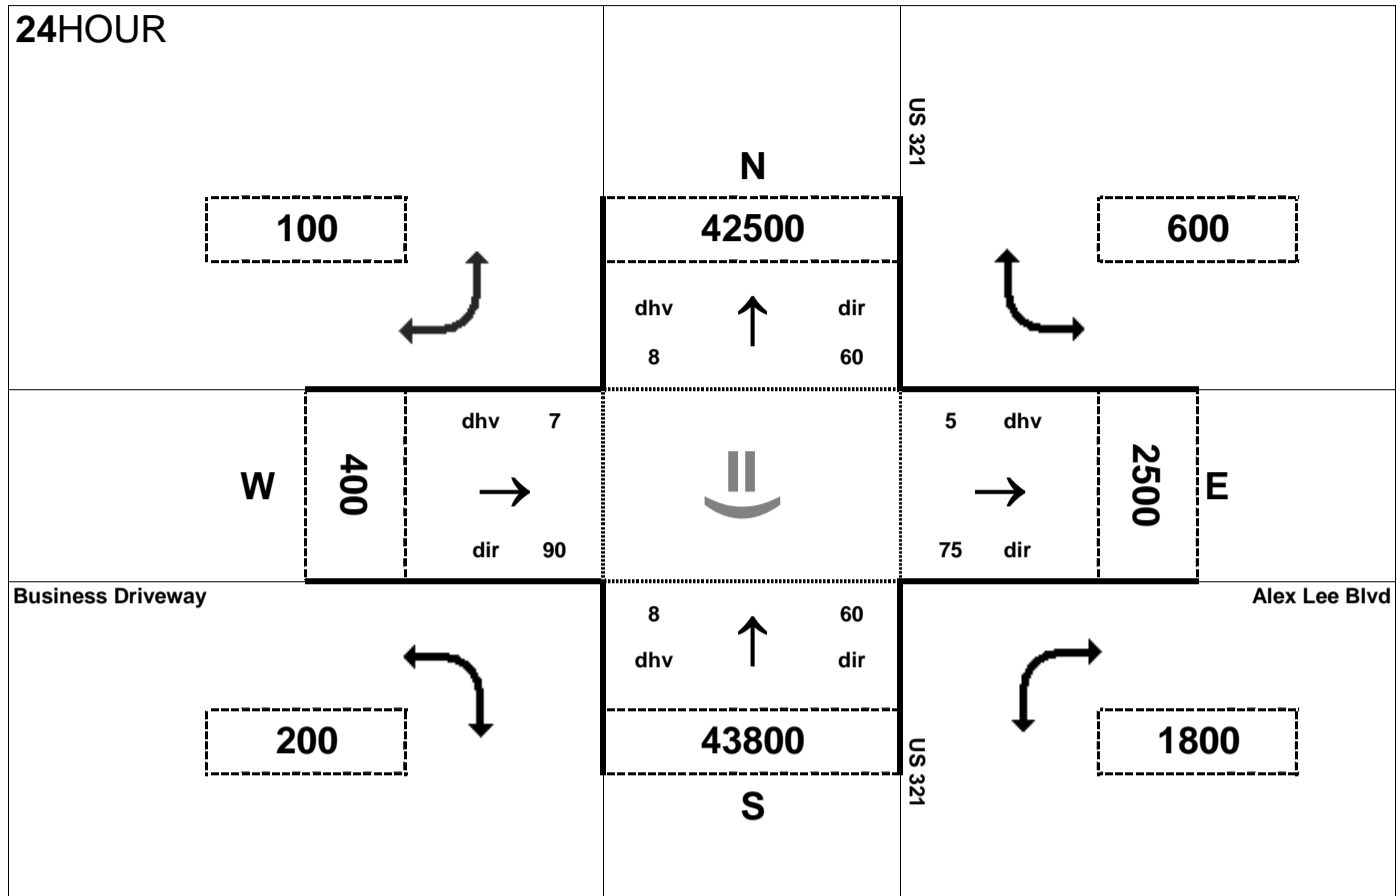 24HOUR
US 321
N
100
42500
600
dhv
dir
8
60
dhv 7
5 dhv
W
400
2500
E
dir 90
75 dir
Business Driveway
Alex Lee Blvd
8
60
dhv
dir
200
43800
1800
US 321
S